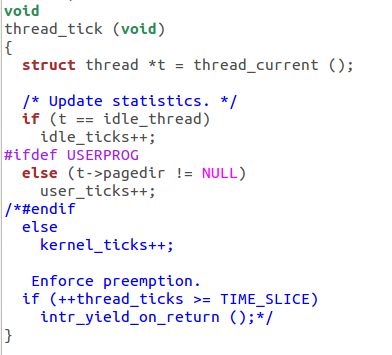 void
thread_tick (void)
{
  struct thread *t = thread_current ();

  /* Update statistics. */
  if (t == idle_thread)
    idle_ticks++;
#ifdef USERPROG
  else (t->pagedir != NULL)
    user_ticks++;
/*#endif
  else
    kernel_ticks++;

   Enforce preemption.
  if (++thread_ticks >= TIME_SLICE)
    intr_yield_on_return ();*/
}